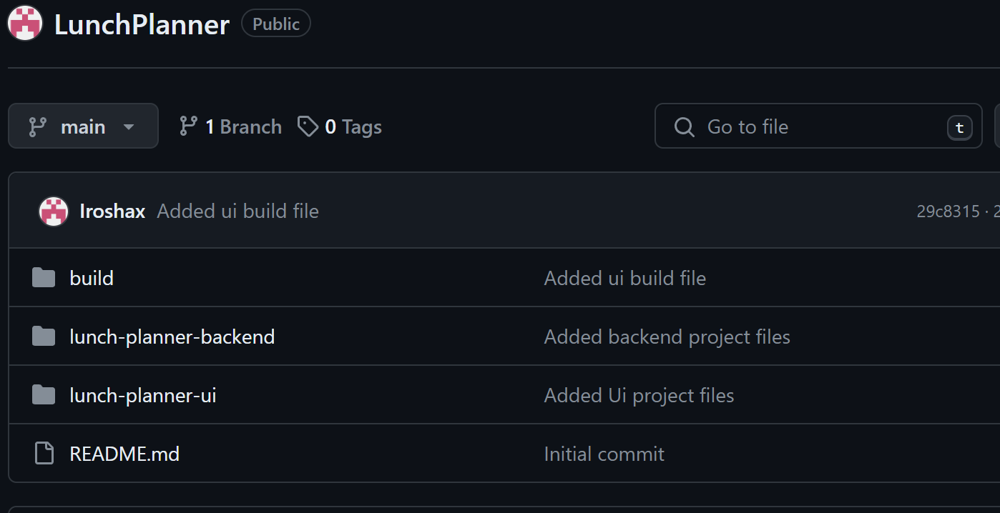 LunchPlanner Public
main 1 Branch 0 Tags Go to file t
Iroshax Added ui build file 29c8315 · 2
build Added ui build file
lunch-planner-backend Added backend project files
lunch-planner-ui Added Ui project files
README.md Initial commit